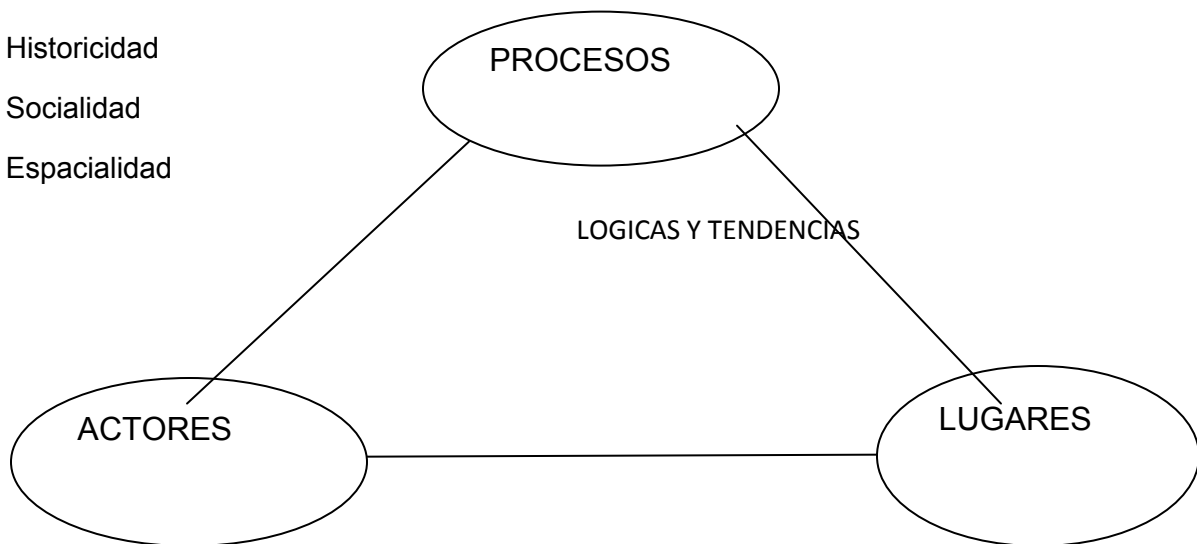 Historicidad
Socialidad
Espacialidad
PROCESOS
LOGICAS Y TENDENCIAS
ACTORES
LUGARES